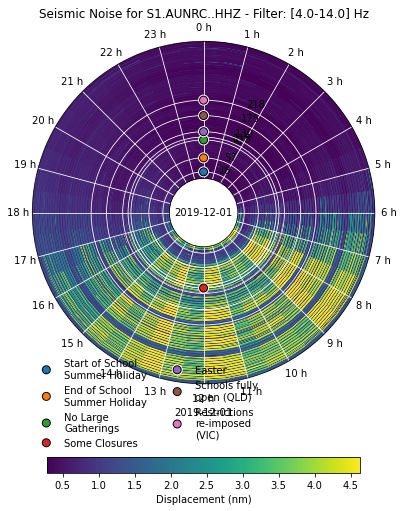 Seismic Noise for S1.AUNRC..HHZ - Filter: [4.0-14.0] Hz
0 h
23 h
1 h
22 h
2 h
21 h
3 h
20 h
4 h
19 h
5 h
18 h
6 h
17 h
7 h
16 h
8 h
15 h
9 h
14 h
10 h
13 h
11 h
12 h
218
2019-12-01
2019-12-01
Start of School
Summer Holiday
End of School
Summer Holiday
No Large
Gatherings
Some Closures
Easter
Schools fully
open (QLD)
Restrictions
re-imposed
(VIC)
0.5 1.0 1.5 2.0 2.5 3.0 3.5 4.0 4.5
Displacement (nm)